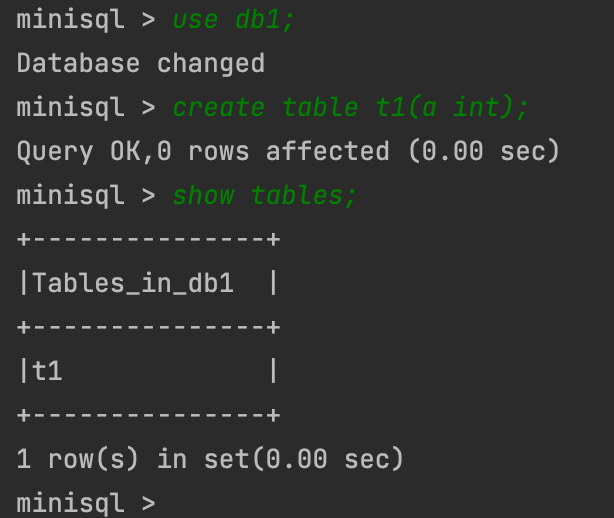 minisql > use db1;
Database changed
minisql > create table t1(a int);
Query OK,0 rows affected (0.00 sec)
minisql > show tables;
+---------------+
|Tables_in_db1  |
+---------------+
|t1             |
+---------------+
1 row(s) in set(0.00 sec)
minisql >